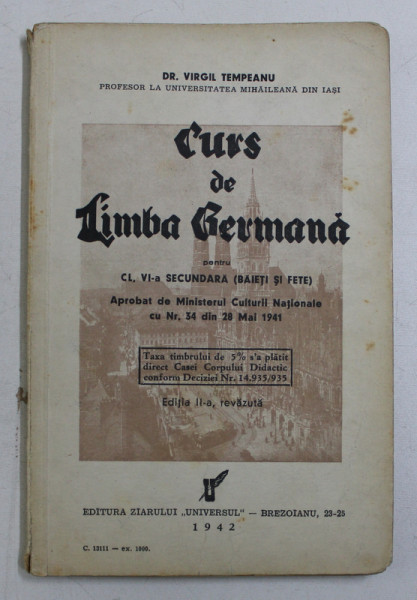 DR. VIRGIL TEMPEANU
PROFESOR LA UNIVERSITATEA MIHĂILEANĂ DIN IAȘI
Curs
de
Limba Germană
pentru
CL. VI-a SECUNDARA (BAIEȚI ȘI FETE)
Aprobat de Ministerul Culturii Naționale
cu Nr. 34 din 28 Mai 1941
Taxa timbrului de 5% s'a plătit
direct Casei Corpului Didactic
conform Deciziei Nr. 14.935/935
Ediția II-a, revăzută
EDITURA ZIARULUI „UNIVERSUL" — BREZOIANU, 23-25
1942
C. 12111 — ex. 1000.